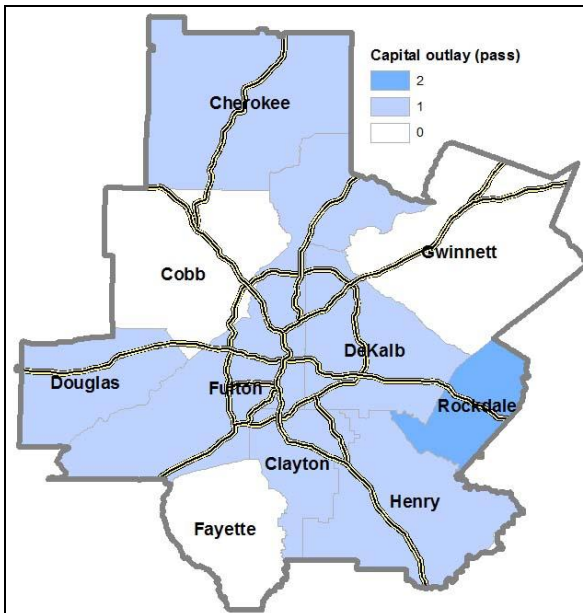 Capital outlay (pass)
2
1
0
Cherokee
Gwinnett
Cobb
DeKalb
Douglas
Fulton
Rockdale
Clayton
Henry
Fayette